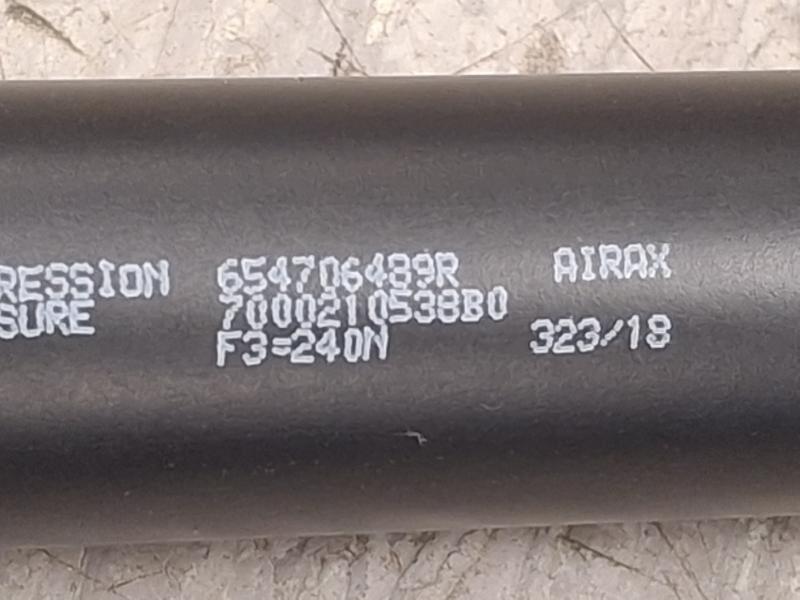 RESSION 654706489R AIRAX
SURE 7000210538B0
F3=240N 323/18